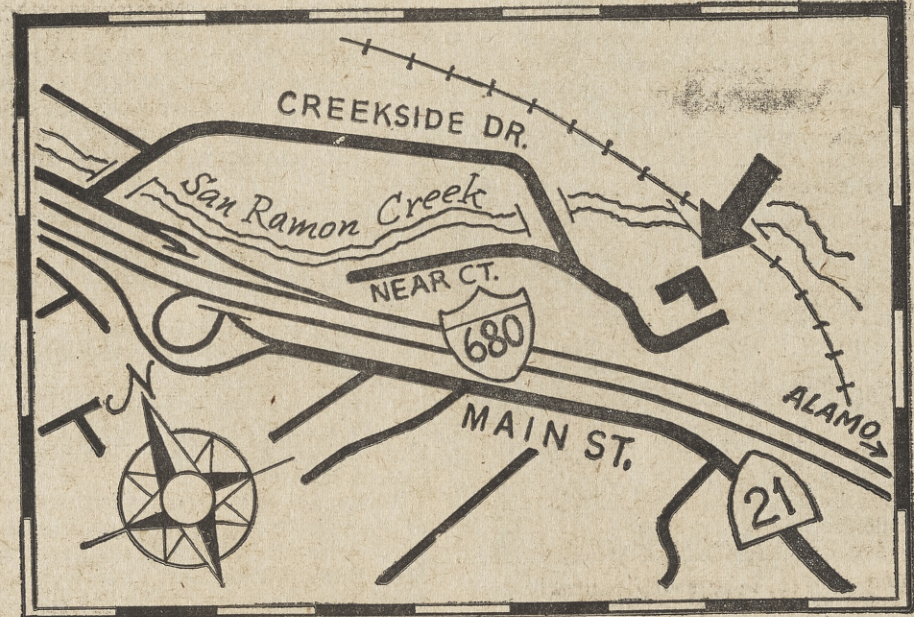 CREEKSIDE DR.
San Ramon Creek
NEAR CT.
680
ALAMO
MAIN ST.
N
21